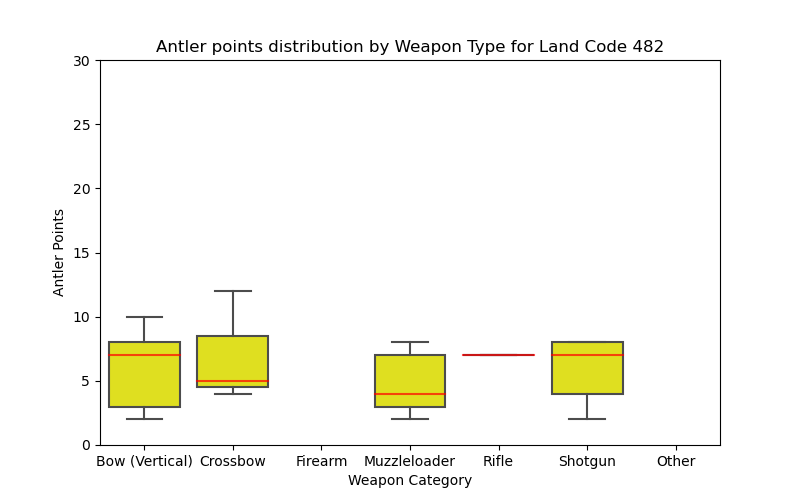 Antler points distribution by Weapon Type for Land Code 482
30
25
20
15
10
5
0
Antler Points
Bow (Vertical) Crossbow Firearm Muzzleloader Rifle Shotgun Other
Weapon Category